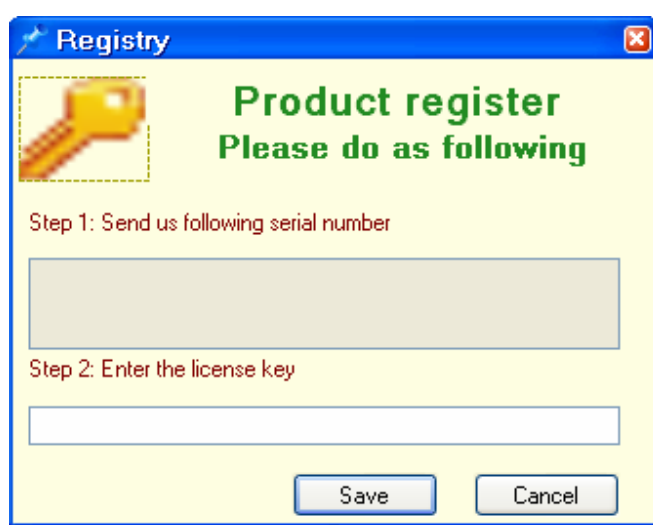 Registry
Product register
Please do as following
Step 1: Send us following serial number
Step 2: Enter the license key
Save Cancel